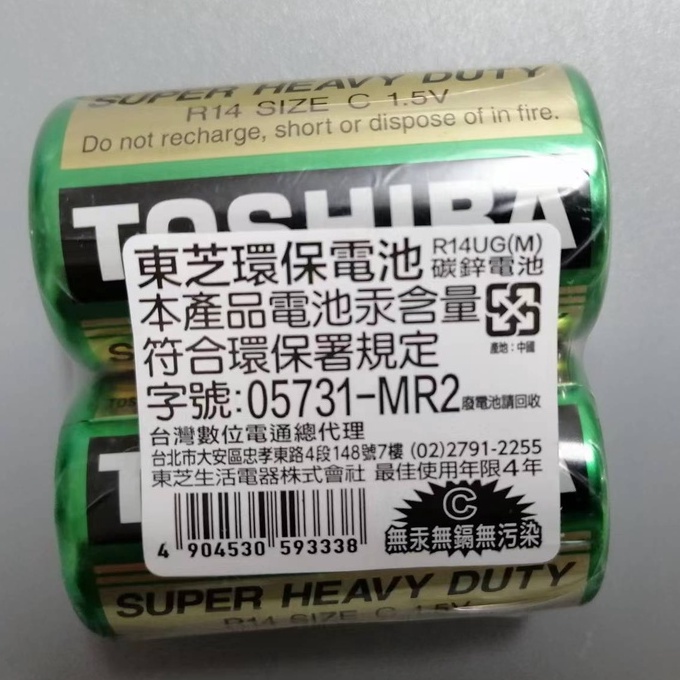 SUPER HEAVY DUTY
R14 SIZE C 1.5V
Do not recharge, short or dispose of in fire.
TOSHIBA
東芝環保電池 R14UG(M)
碳鋅電池
本產品電池汞含量
產地：中國
符合環保署規定
字號:05731-MR2 廢電池請回收
台灣數位電通總代理
台北市大安區忠孝東路4段148號7樓 (02)2791-2255
東芝生活電器株式會社 最佳使用年限4年
C
無汞無鎘無污染
4 904530 593338
SUPER HEAVY DUTY
R14 SIZE C 1.5V